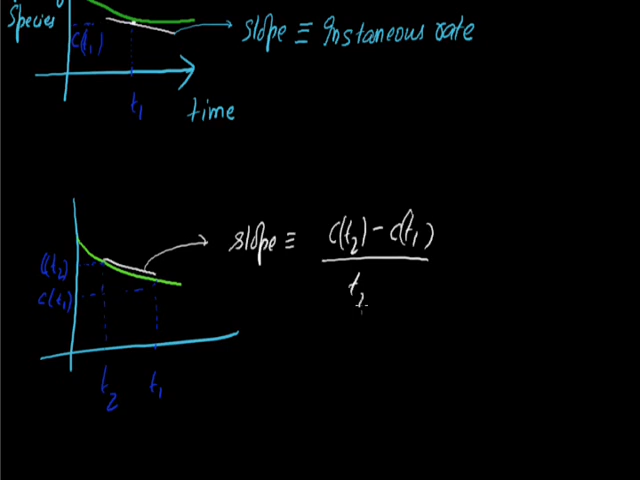 Species
C(t1)
slope ≡ Instaneous rate
t1
time
C(t2)
C(t1)
slope ≡ C(t2) - C(t1)
t2
t2
t1